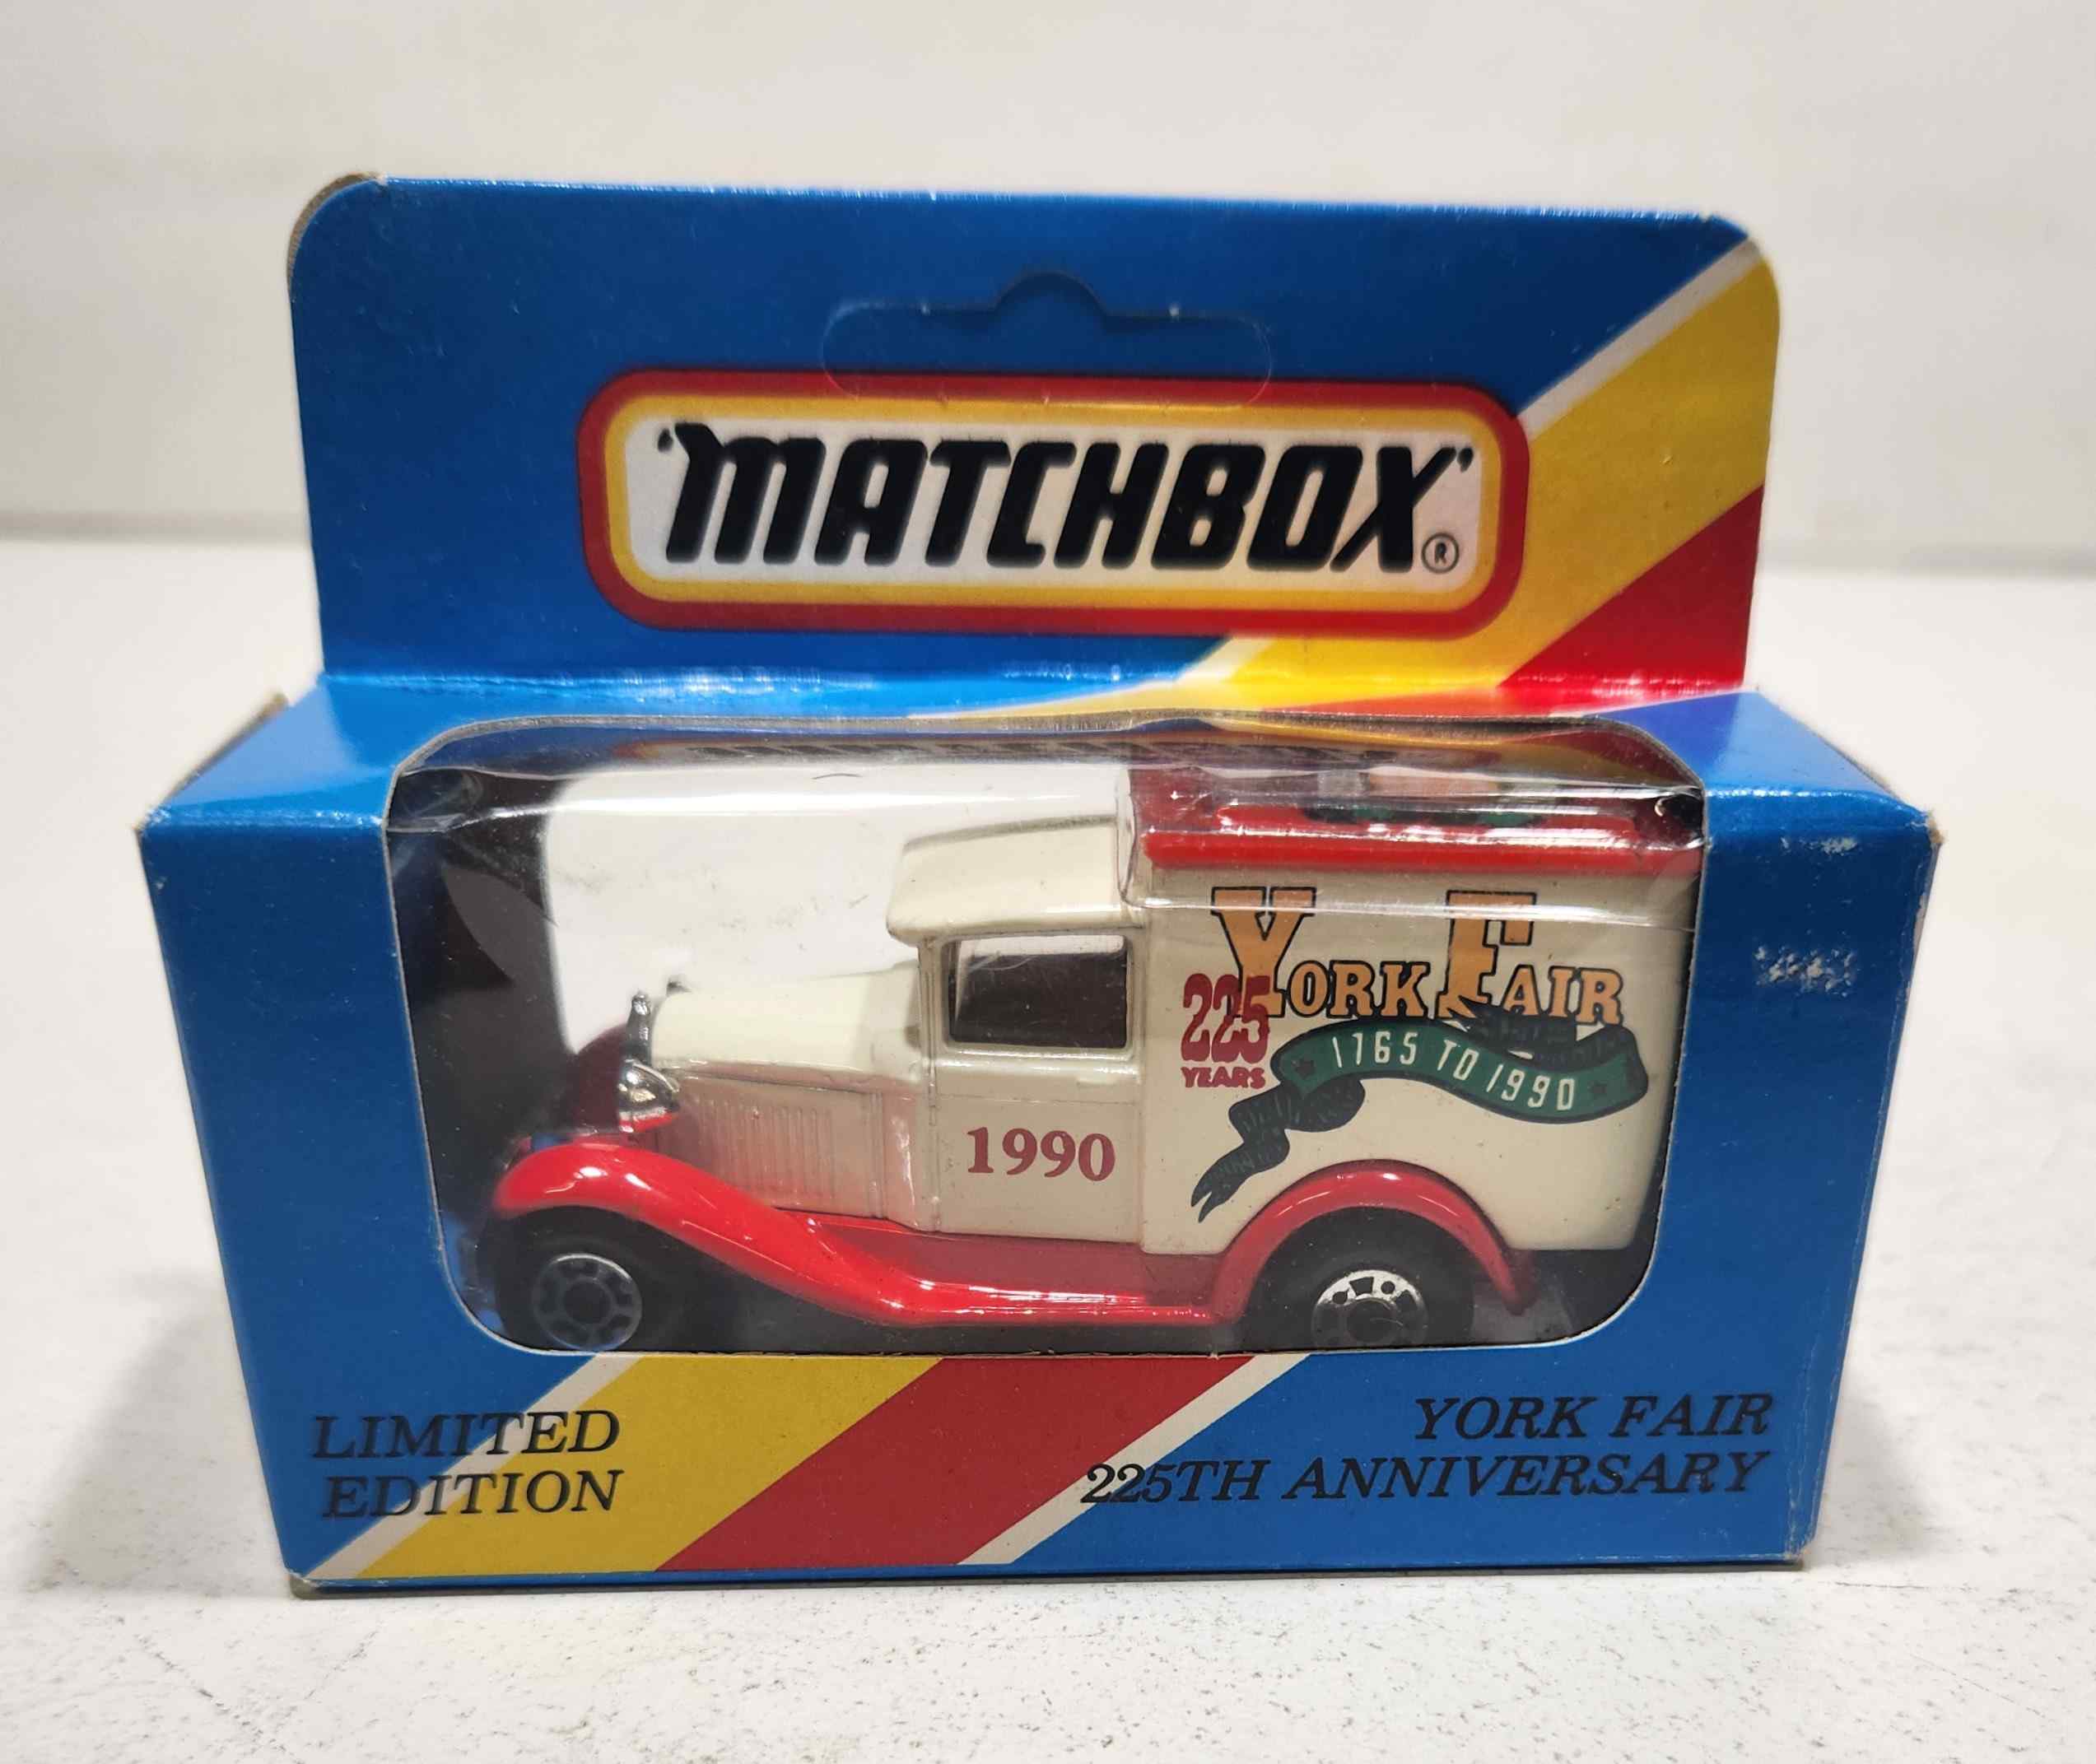 'MATCHBOX'®
YORK FAIR
225
YEARS
1765 TO 1990
1990
LIMITED
EDITION
YORK FAIR
225TH ANNIVERSARY